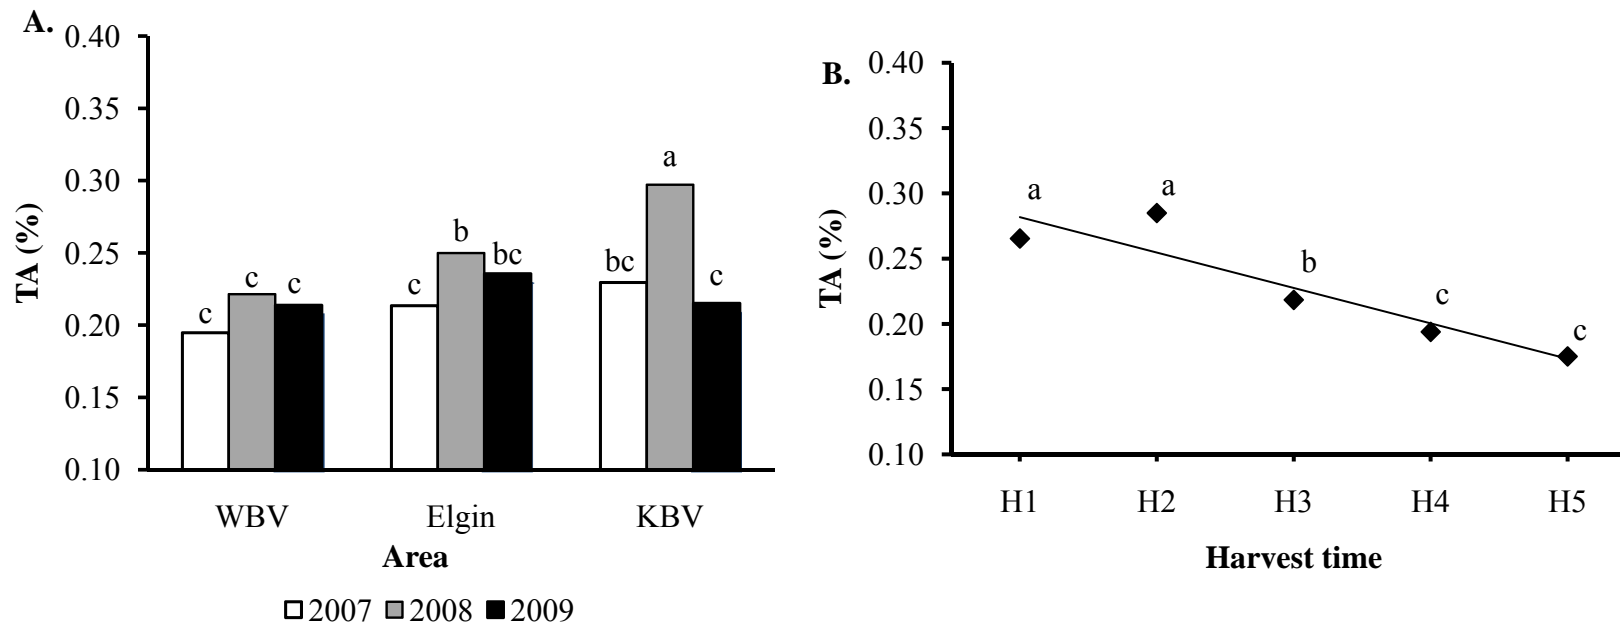 A.
TA (%)
0.40
0.35
0.30
0.25
0.20
0.15
0.10
c c c
c b bc
bc a c
WBV Elgin KBV
Area
2007 2008 2009
B.
TA (%)
0.40
0.35
0.30
0.25
0.20
0.15
0.10
a a b c c
H1 H2 H3 H4 H5
Harvest time